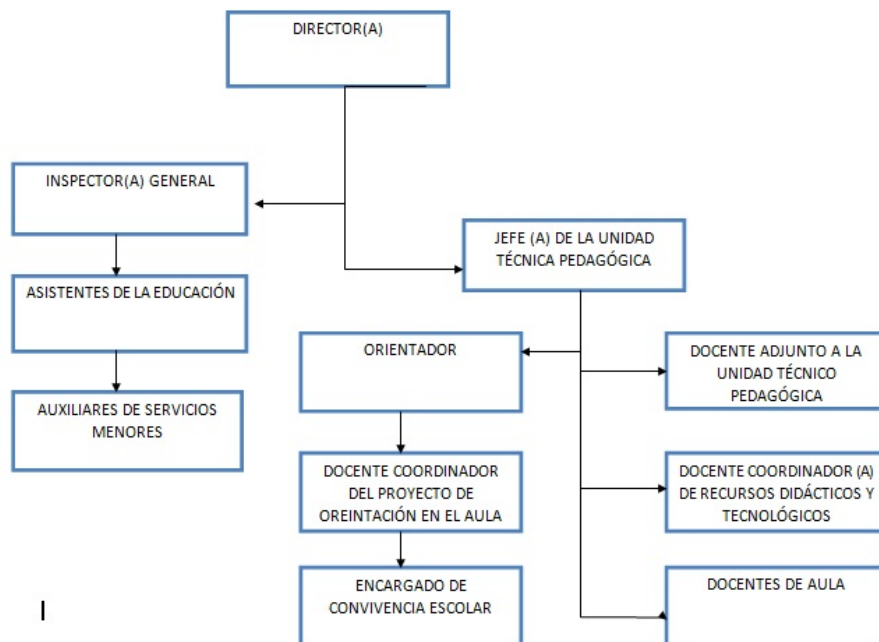 DIRECTOR(A)
INSPECTOR(A) GENERAL
JEFE (A) DE LA UNIDAD
TÉCNICA PEDAGÓGICA
ASISTENTES DE LA EDUCACIÓN
ORIENTADOR
DOCENTE ADJUNTO A LA
UNIDAD TÉCNICO
PEDAGÓGICA
AUXILIARES DE SERVICIOS
MENORES
DOCENTE COORDINADOR
DEL PROYECTO DE
OREINTACIÓN EN EL AULA
DOCENTE COORDINADOR (A)
DE RECURSOS DIDÁCTICOS Y
TECNOLÓGICOS
ENCARGADO DE
CONVIVENCIA ESCOLAR
DOCENTES DE AULA